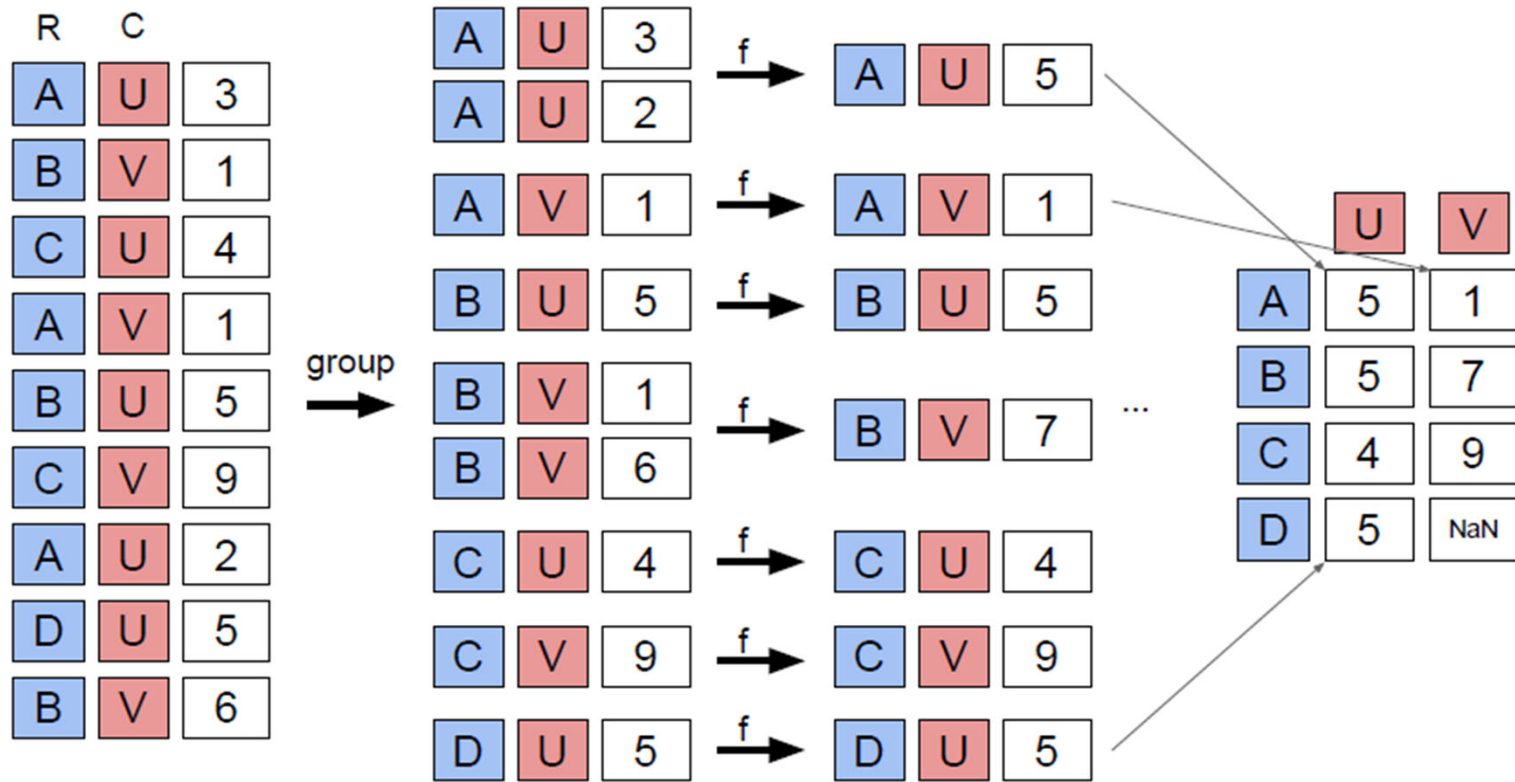 R C
A U 3
B V 1
C U 4
A V 1
B U 5
C V 9
A U 2
D U 5
B V 6
group
A U 3
A U 2
A V 1
B U 5
B V 1
B V 6
C U 4
C V 9
D U 5
f
f
f
f
f
f
f
A U 5
A V 1
B U 5
B V 7
C U 4
C V 9
D U 5
...
U V
A 5 1
B 5 7
C 4 9
D 5 NaN